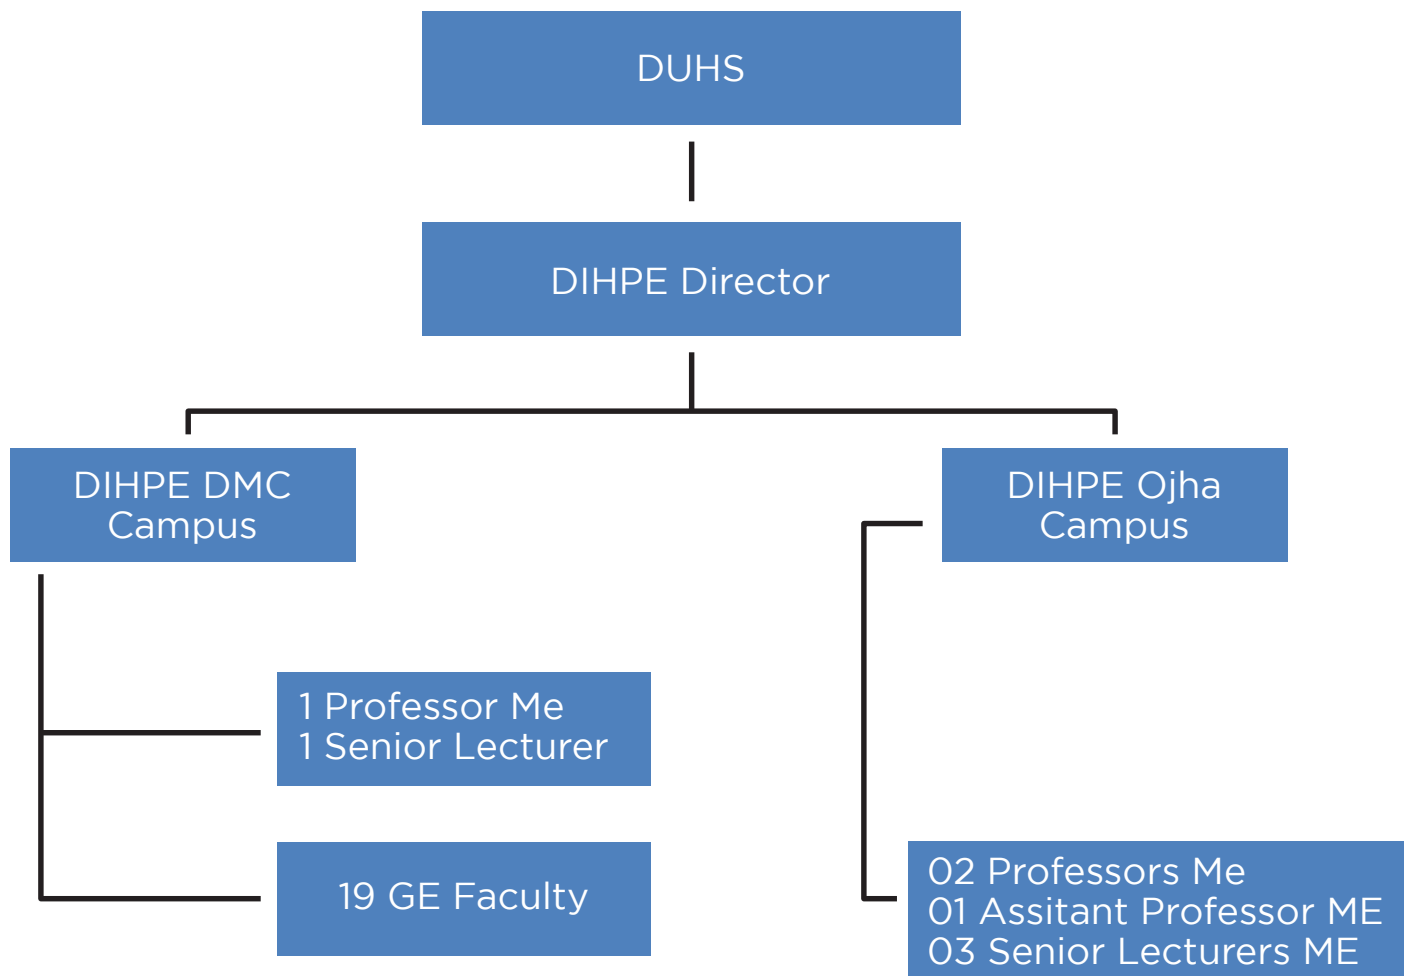 DUHS
DIHPE Director
DIHPE DMC
Campus
DIHPE Ojha
Campus
1 Professor Me
1 Senior Lecturer
19 GE Faculty
02 Professors Me
01 Assitant Professor ME
03 Senior Lecturers ME